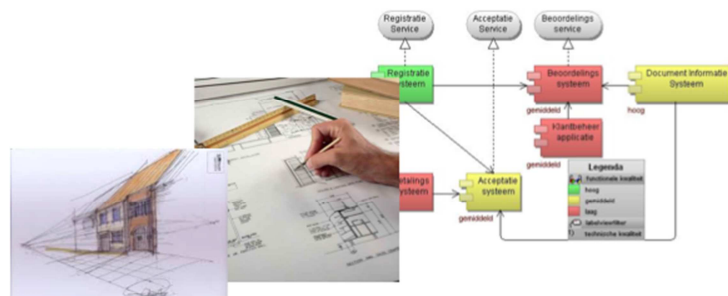 Registratie
Service
Acceptatie
Service
Beoordelings
service
Registratie
systeem
Beoordelings
systeem
Document Informatie
Systeem
gemiddeld
hoog
Klantbeheer
applicatie
gemiddeld
Acceptatie
systeem
gemiddeld
Legenda
functionele kwaliteit
hoog
gemiddeld
laag
labelviewfilter
technische kwaliteit